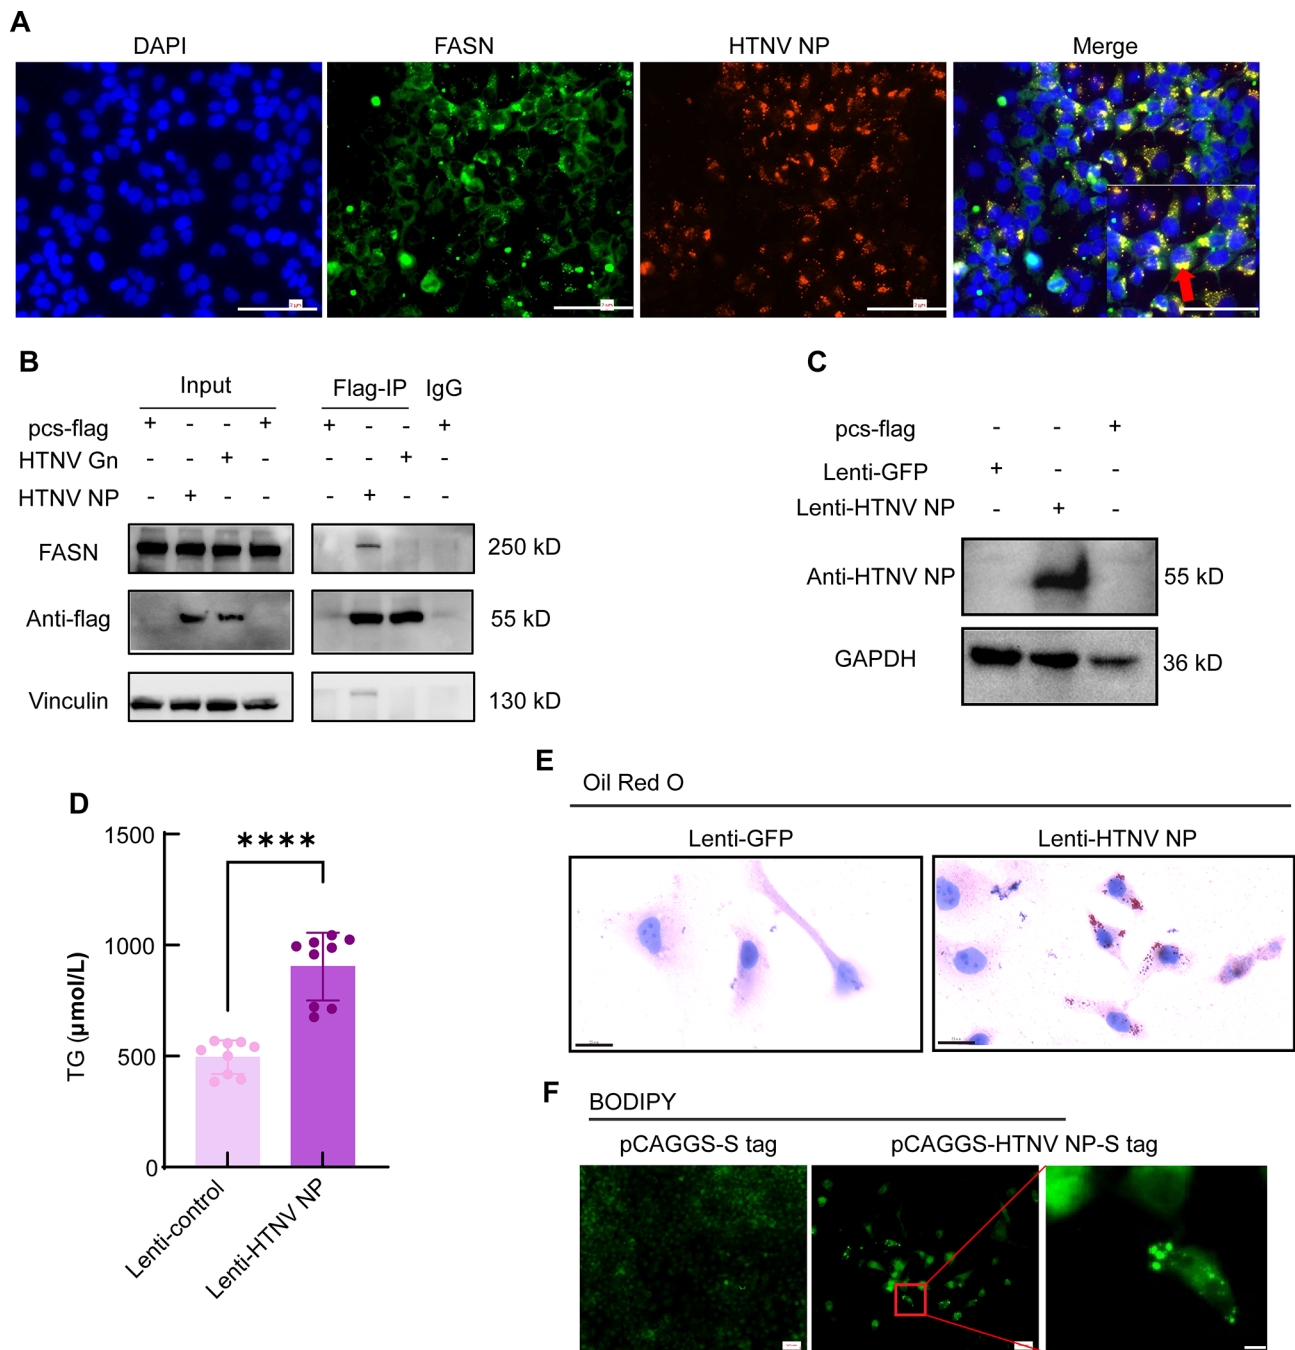 A
DAPI FASN HTNV NP Merge
B
Input Flag-IP IgG
pcs-flag + - - + + - - +
HTNV Gn - - + - - - + -
HTNV NP - + - - - + - -
FASN 250 kD
Anti-flag 55 kD
Vinculin 130 kD
C
pcs-flag - - +
Lenti-GFP + - -
Lenti-HTNV NP - + -
Anti-HTNV NP 55 kD
GAPDH 36 kD
D
****
TG (μmol/L)
1500
1000
500
0
Lenti-control
Lenti-HTNV NP
E
Oil Red O
Lenti-GFP Lenti-HTNV NP
F
BODIPY
pCAGGS-S tag pCAGGS-HTNV NP-S tag